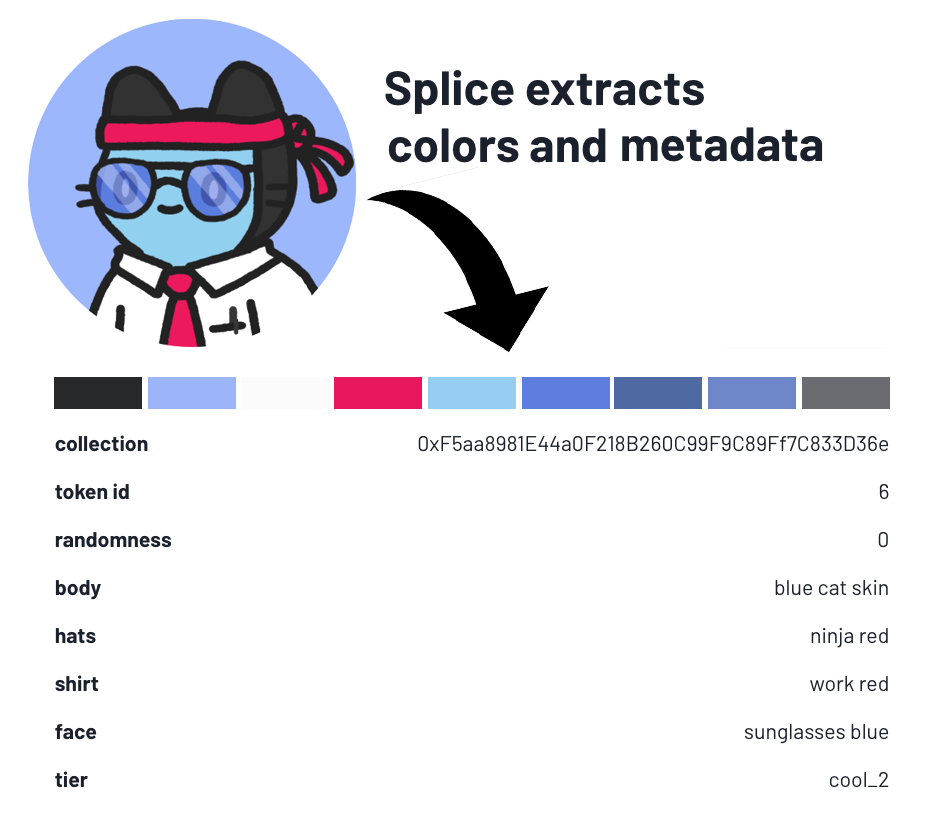 Splice extracts
colors and metadata
collection 0xF5aa8981E44a0F218B260C99F9C89Ff7C833D36e
token id 6
randomness 0
body blue cat skin
hats ninja red
shirt work red
face sunglasses blue
tier cool_2